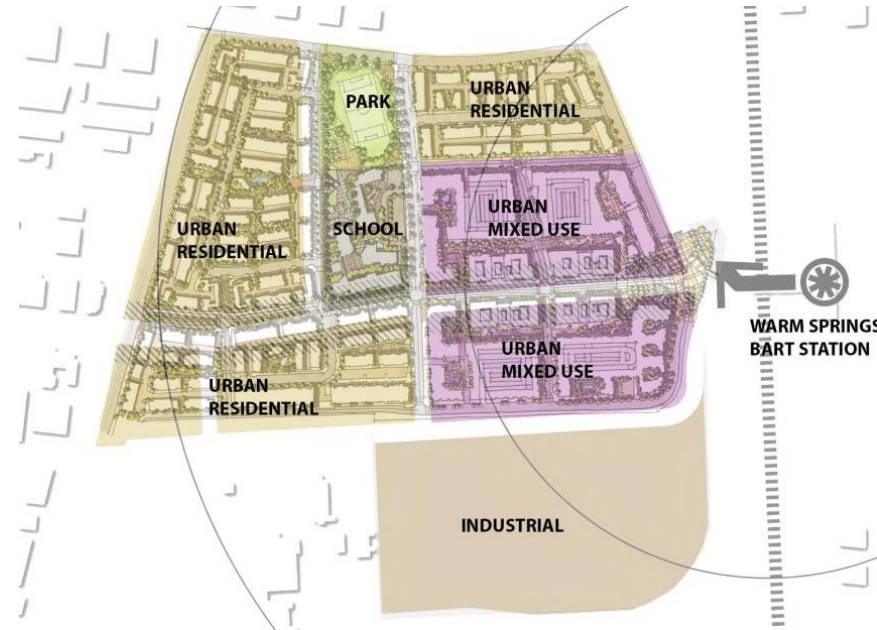 PARK
URBAN
RESIDENTIAL
URBAN
RESIDENTIAL
SCHOOL
URBAN
MIXED USE
WARM SPRINGS
BART STATION
URBAN
MIXED USE
URBAN
RESIDENTIAL
INDUSTRIAL